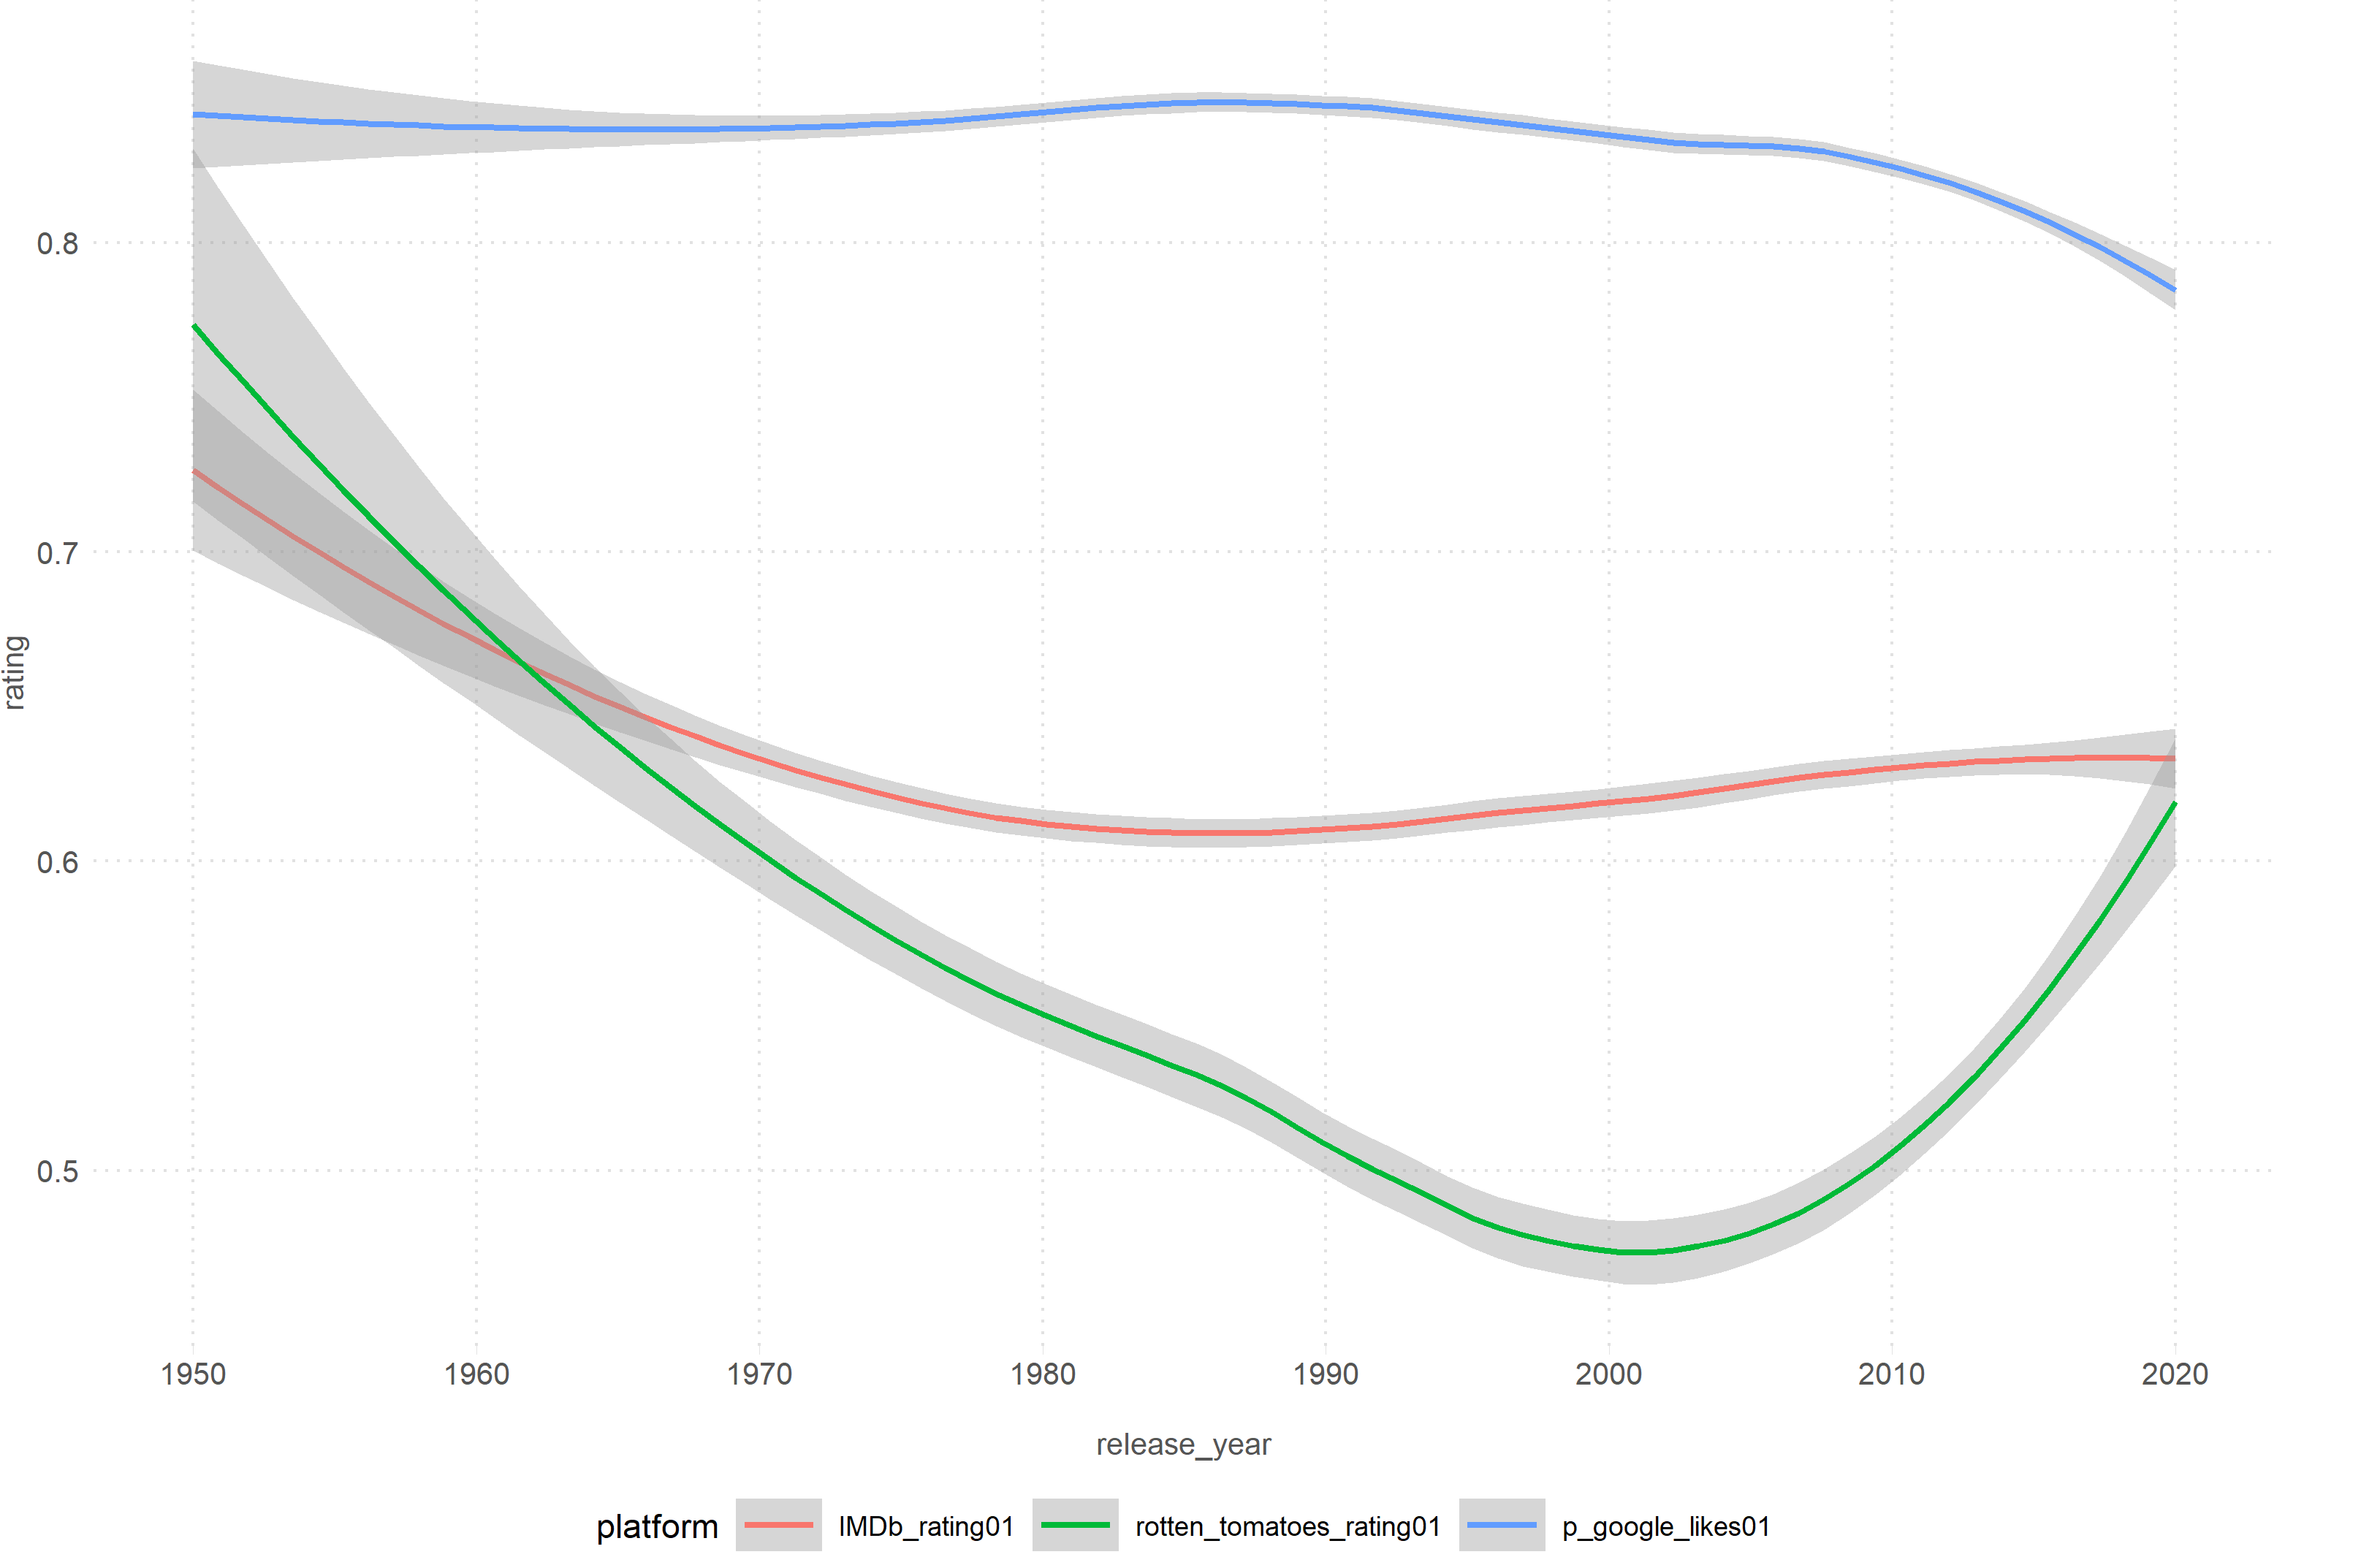 0.8
0.7
rating
0.6
0.5
1950 1960 1970 1980 1990 2000 2010 2020
release_year
platform IMDb_rating01 rotten_tomatoes_rating01 p_google_likes01